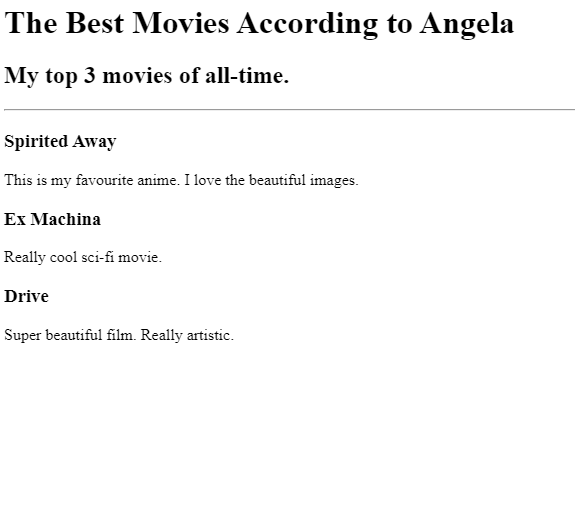 The Best Movies According to Angela
My top 3 movies of all-time.
Spirited Away
This is my favourite anime. I love the beautiful images.
Ex Machina
Really cool sci-fi movie.
Drive
Super beautiful film. Really artistic.